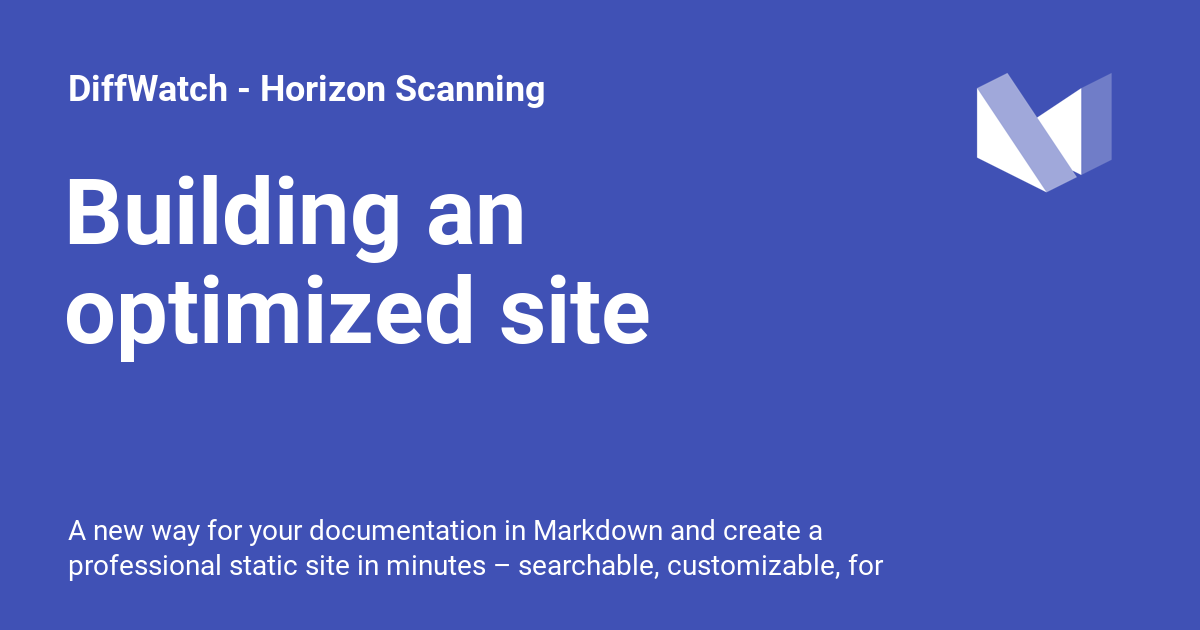 DiffWatch - Horizon Scanning
Building an
optimized site
A new way for your documentation in Markdown and create a
professional static site in minutes – searchable, customizable, for